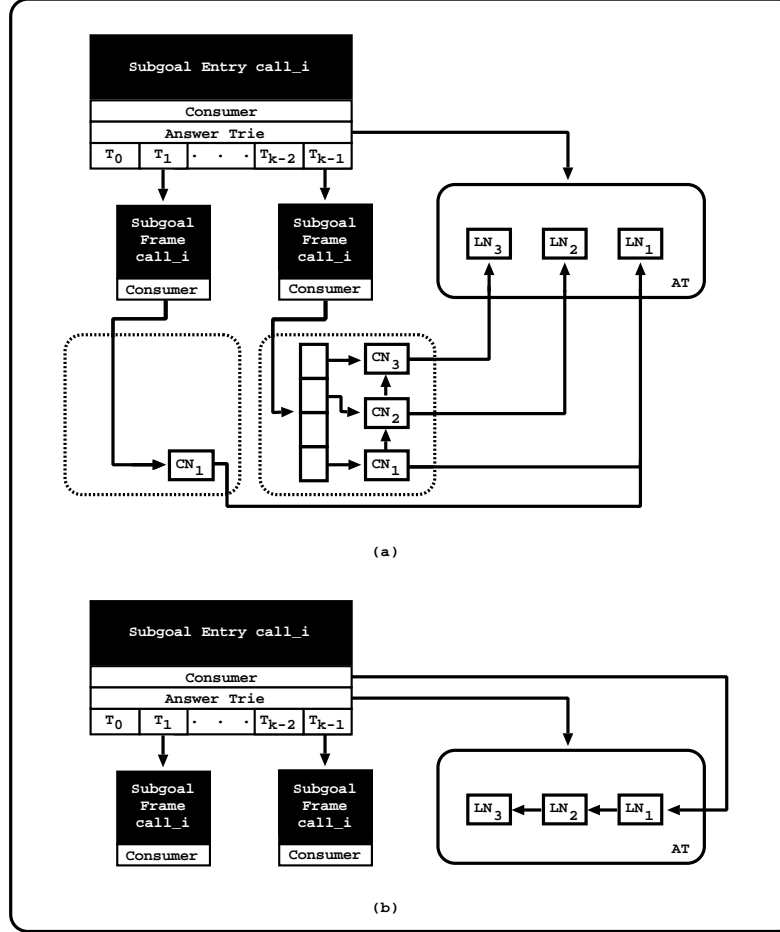 Subgoal Entry call_i
Consumer
Answer Trie
T0 T1 . . . Tk-2 Tk-1
Subgoal
Frame
call_i
Consumer
Subgoal
Frame
call_i
Consumer
LN3 LN2 LN1
AT
CN3
CN2
CN1
CN1
(a)
Subgoal Entry call_i
Consumer
Answer Trie
T0 T1 . . . Tk-2 Tk-1
Subgoal
Frame
call_i
Consumer
Subgoal
Frame
call_i
Consumer
LN3 LN2 LN1
AT
(b)